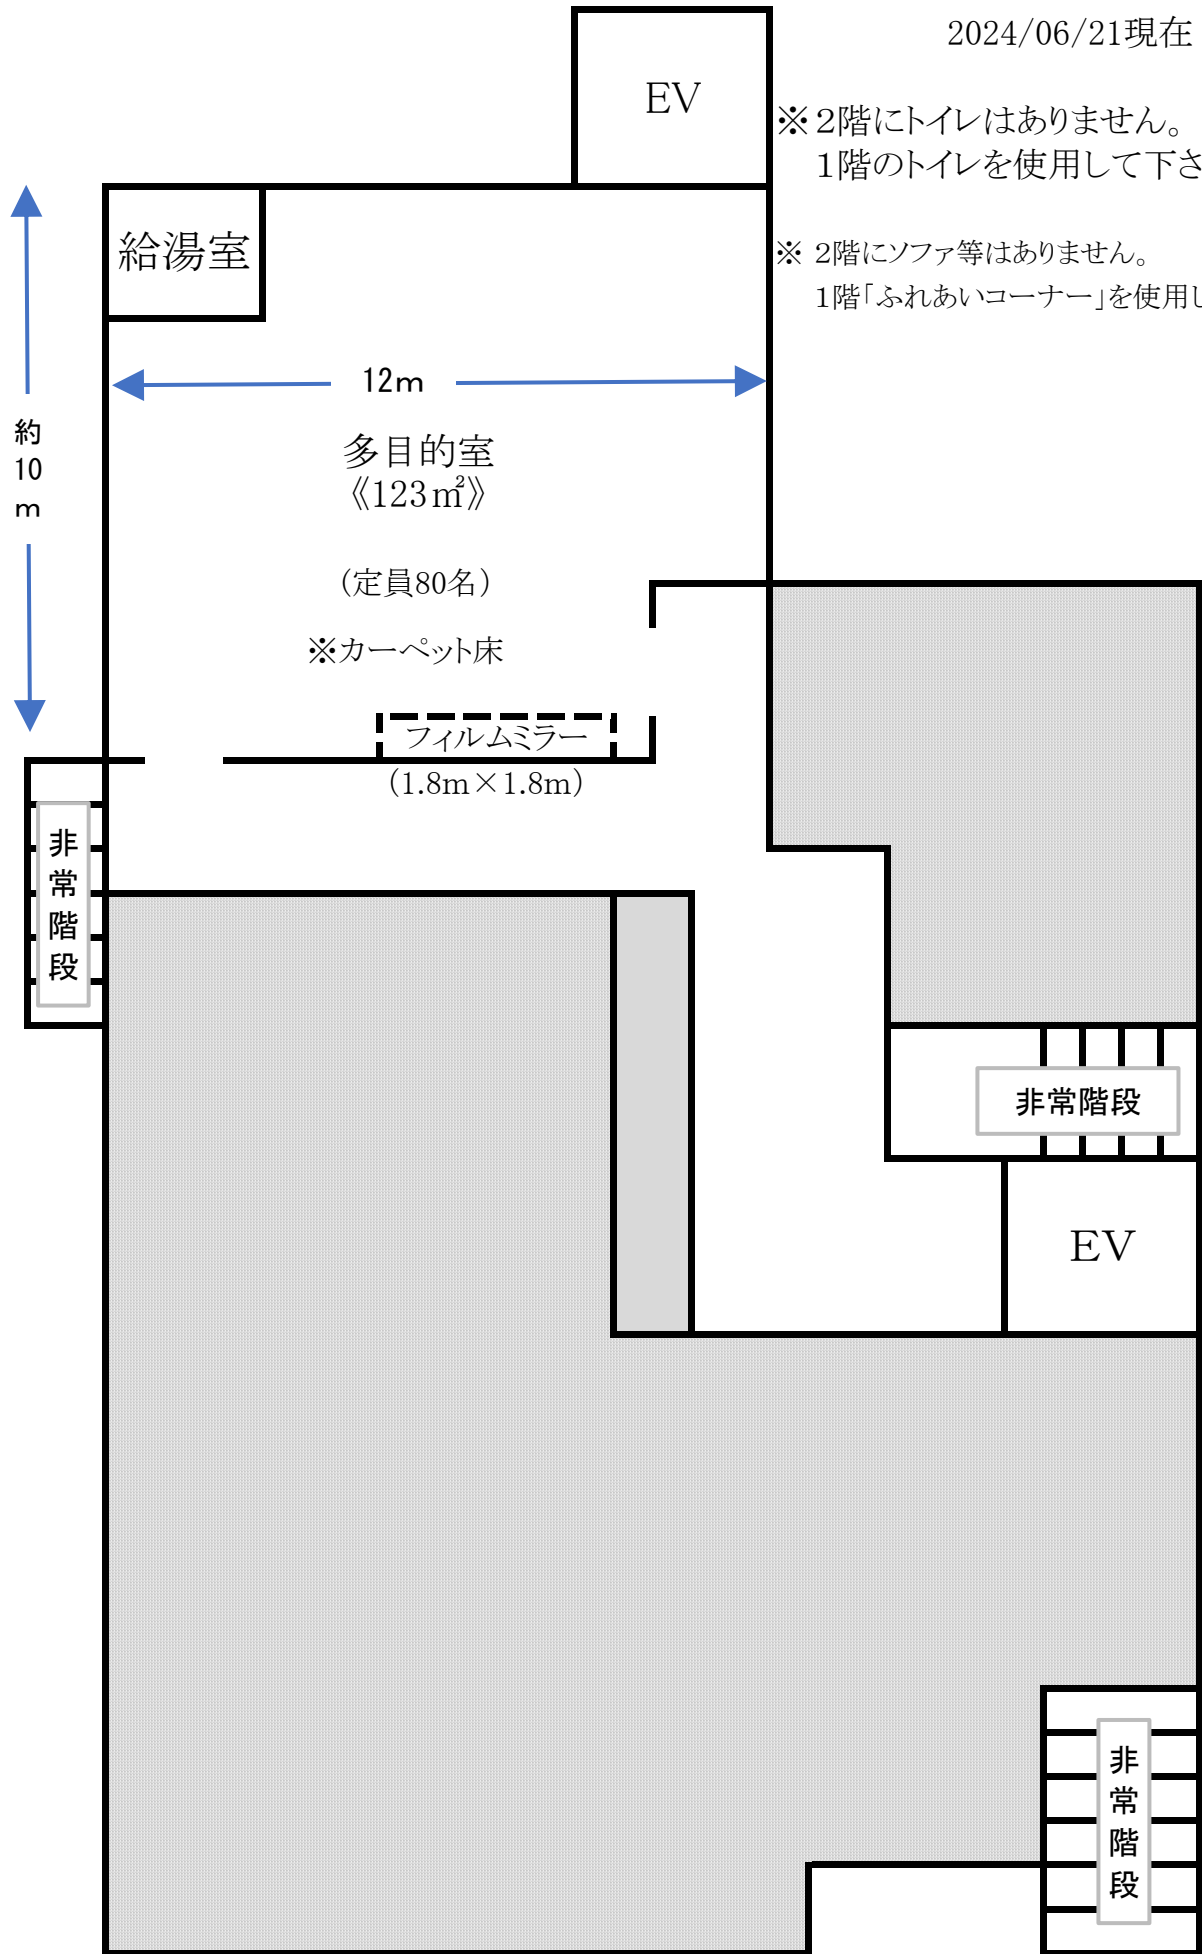 2024/06/21現在
EV
※２階にトイレはありません。
１階のトイレを使用して下さ
給湯室
※ ２階にソファ等はありません。
１階「ふれあいコーナー」を使用し
12m
約
10
m
多目的室
《123㎡》
（定員80名）
※カーペット床
フィルムミラー
（1.8m×1.8m）
非
常
階
段
非常階段
EV
非
常
階
段